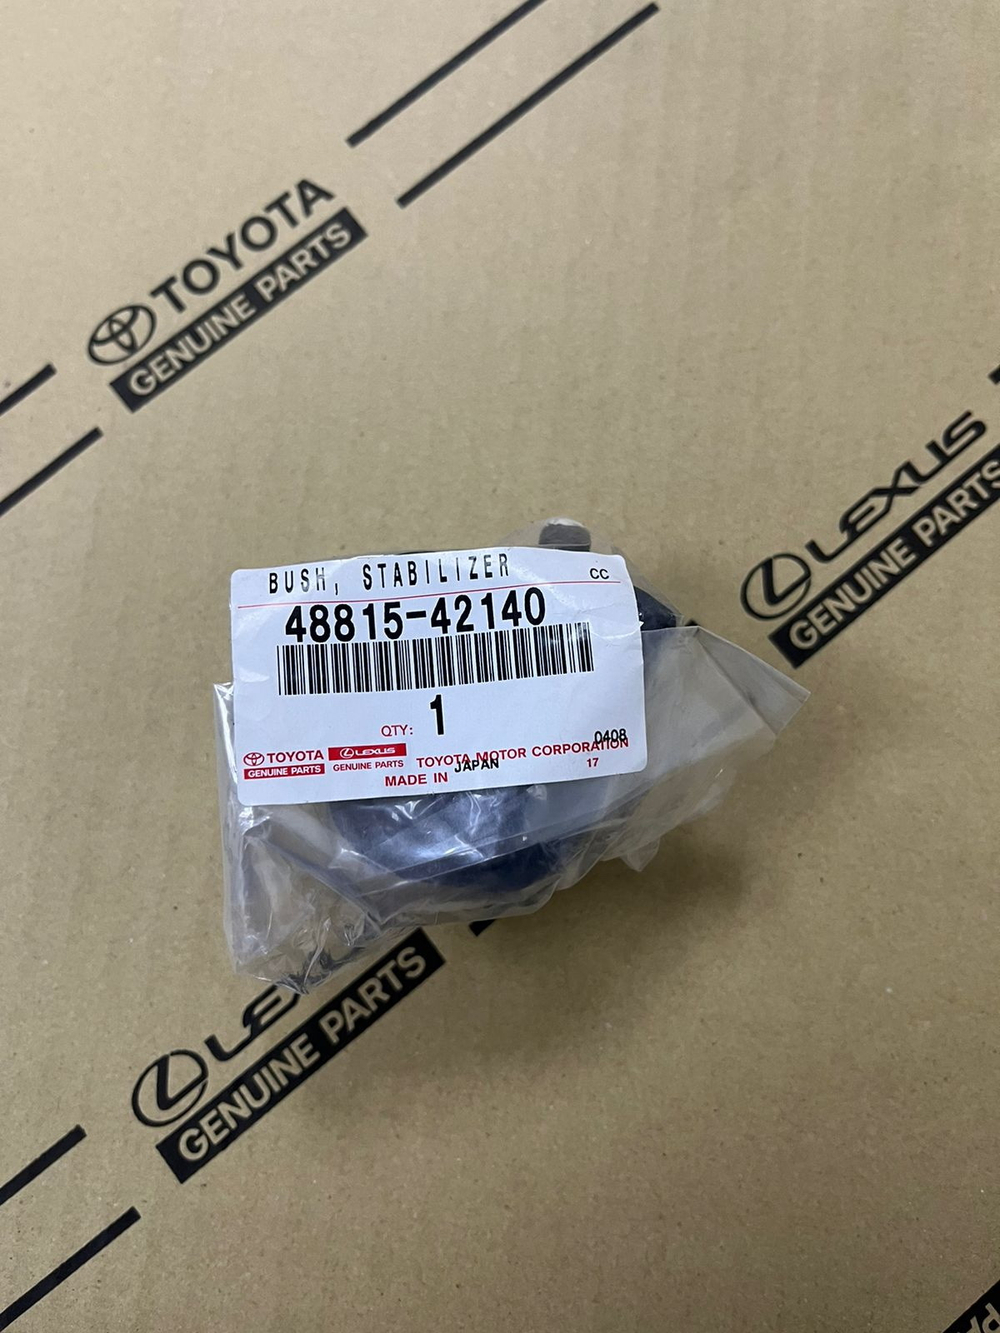 TOYOTA
GENUINE PARTS
LEXUS
GENUINE PARTS
BUSH, STABILIZER
CC
48815-42140
QTY: 1
0408
TOYOTA
GENUINE PARTS
LEXUS
GENUINE PARTS
TOYOTA MOTOR CORPORATION
17
MADE IN JAPAN
GENUINE PARTS